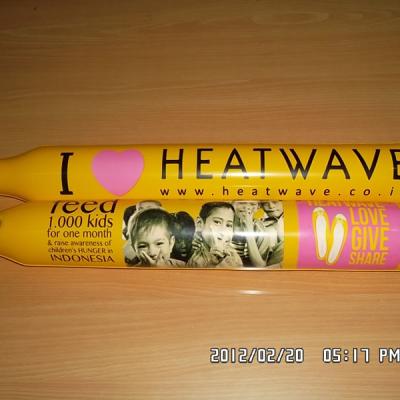 I HEATWAVE
www.heatwave.co.i
feed
1,000 kids
for one month
& raise awareness of
children's HUNGER in
INDONESIA
HEATWAVE
LOVE
GIVE
SHARE
2012/02/20 05:17 PM